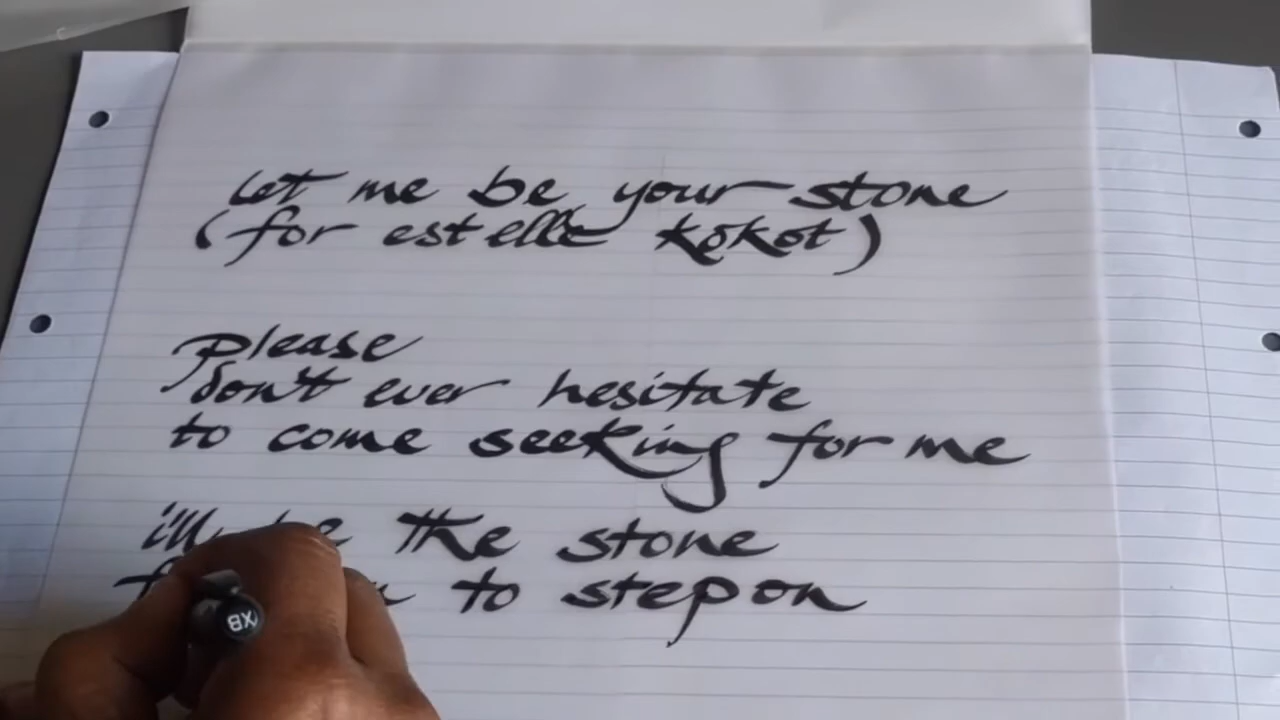 let me be your stone
(for estelle kokot)
please
don't ever hesitate
to come seeking for me
i'll the stone
to step on
XB